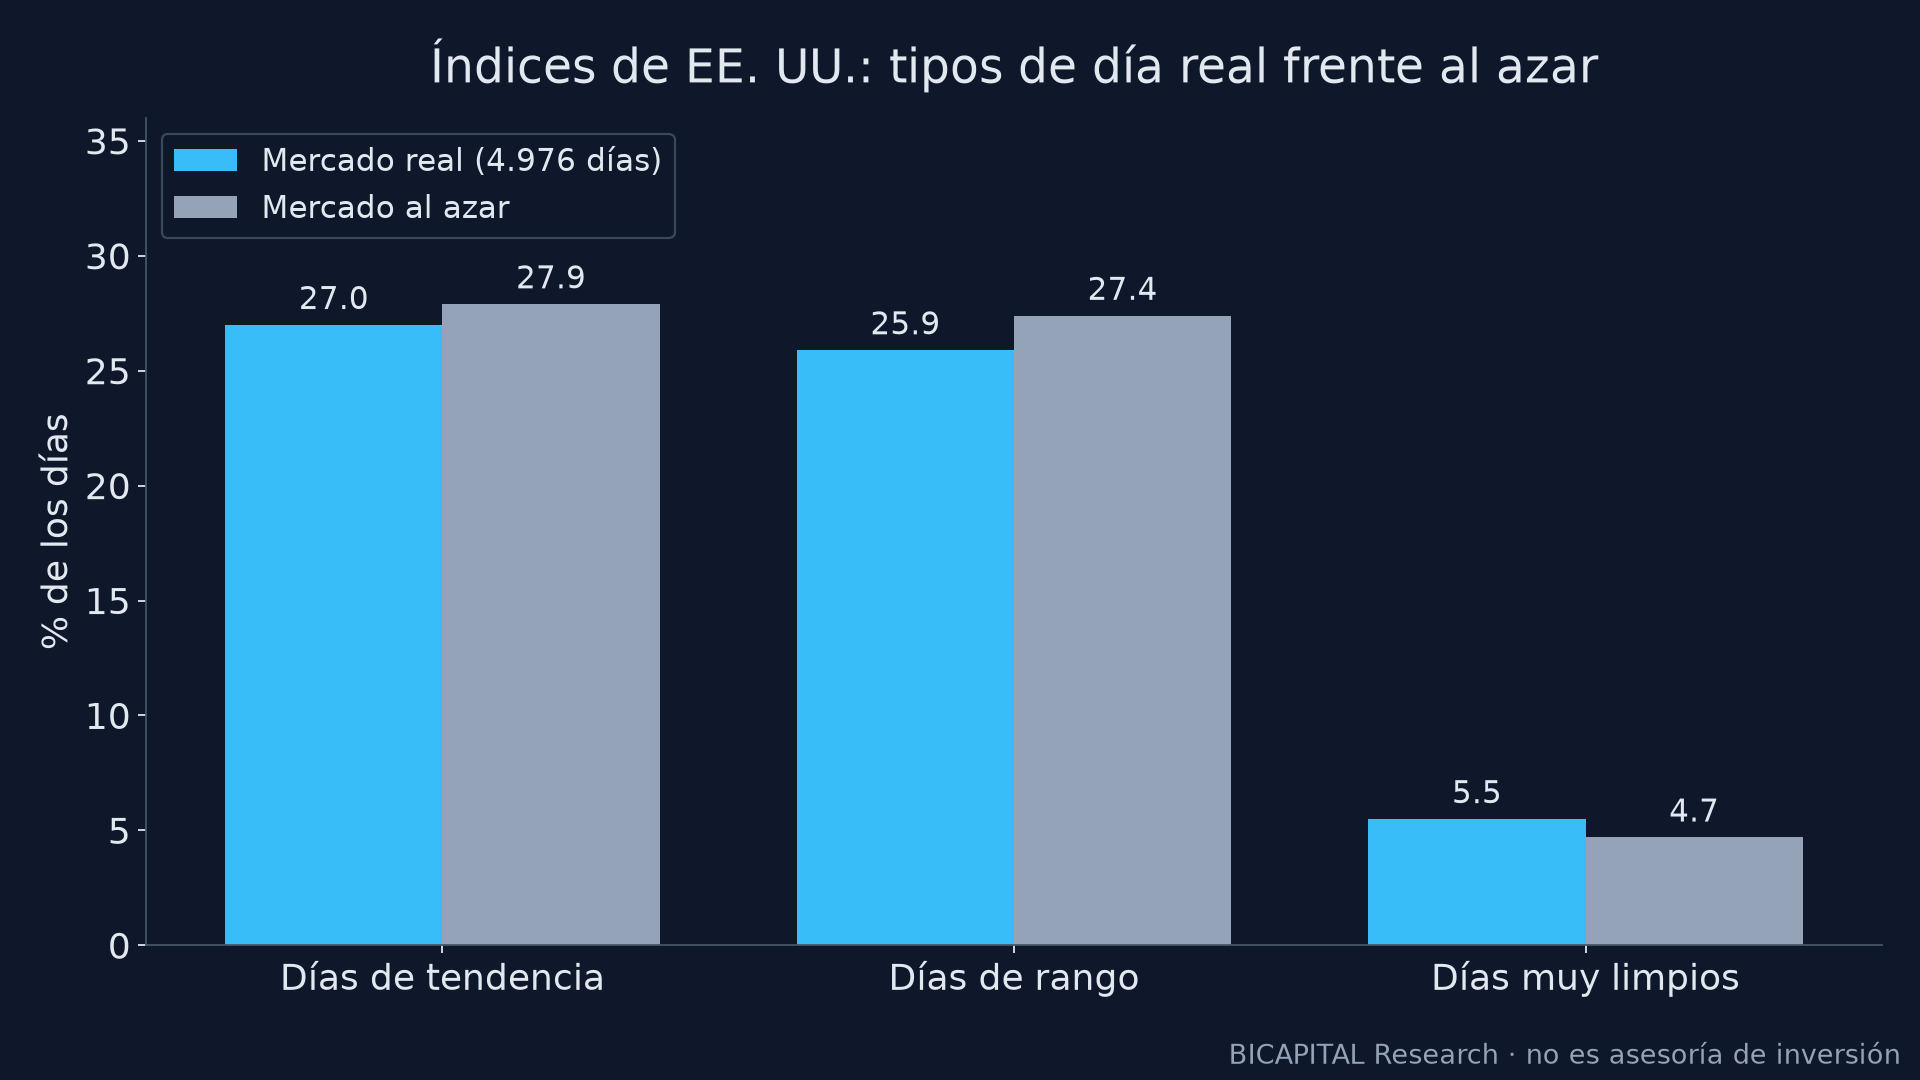 Índices de EE. UU.: tipos de día real frente al azar
Mercado real (4.976 días)
Mercado al azar
% de los días
35
30
25
20
15
10
5
0
27.0
27.9
25.9
27.4
5.5
4.7
Días de tendencia
Días de rango
Días muy limpios
BICAPITAL Research · no es asesoría de inversión